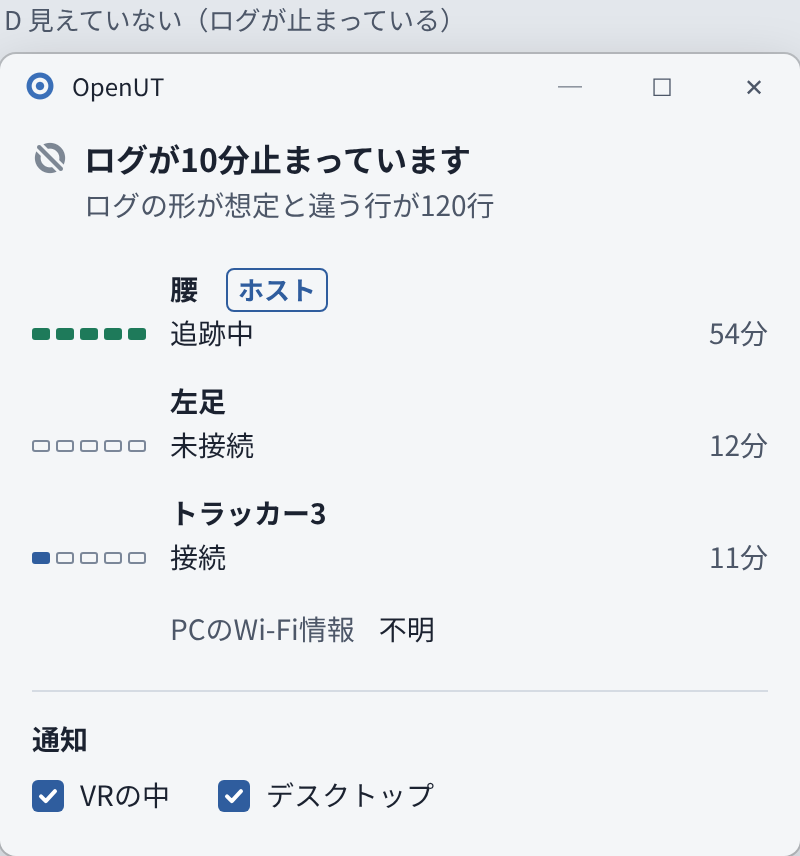 D 見えていない（ログが止まっている）
OpenUT
ログが10分止まっています
ログの形が想定と違う行が120行
腰 ホスト
追跡中 54分
左足
未接続 12分
トラッカー3
接続 11分
PCのWi-Fi情報 不明
通知
VRの中 デスクトップ